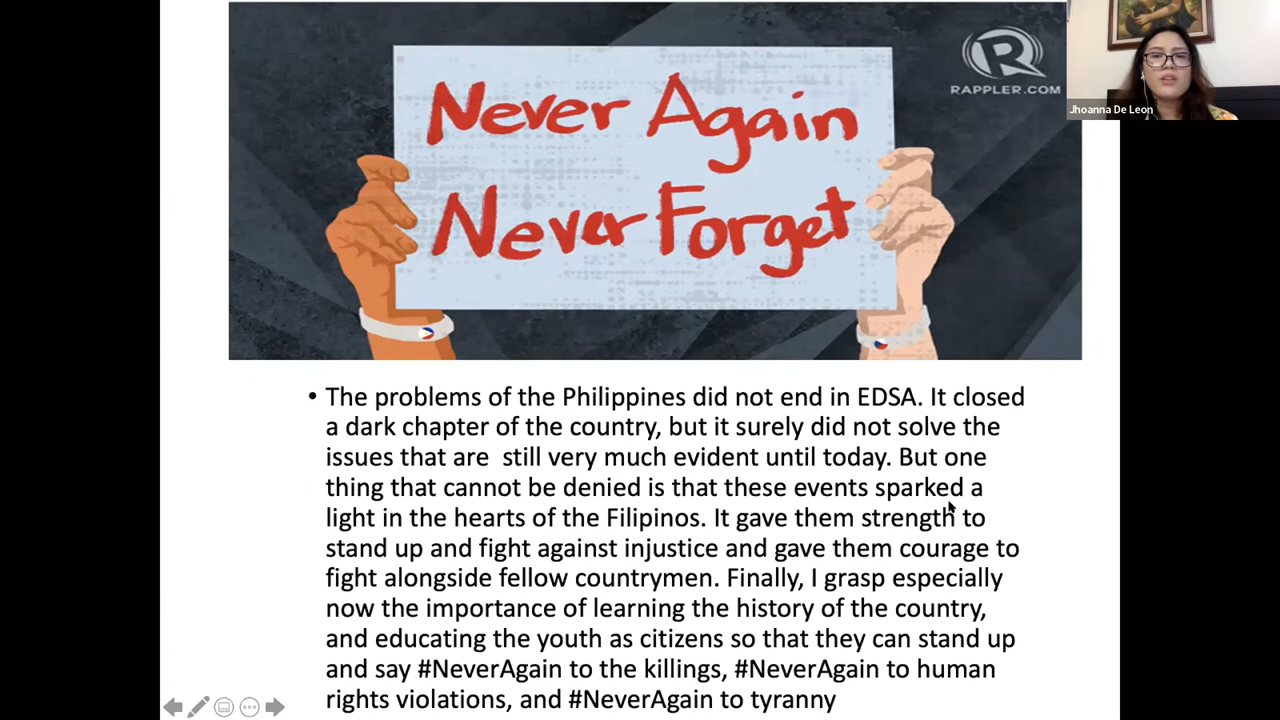 Never Again
Never Forget
R
RAPPLER.COM
Jhoanna De Leon
• The problems of the Philippines did not end in EDSA. It closed
a dark chapter of the country, but it surely did not solve the
issues that are  still very much evident until today. But one
thing that cannot be denied is that these events sparked a
light in the hearts of the Filipinos. It gave them strength to
stand up and fight against injustice and gave them courage to
fight alongside fellow countrymen. Finally, I grasp especially
now the importance of learning the history of the country,
and educating the youth as citizens so that they can stand up
and say #NeverAgain to the killings, #NeverAgain to human
rights violations, and #NeverAgain to tyranny